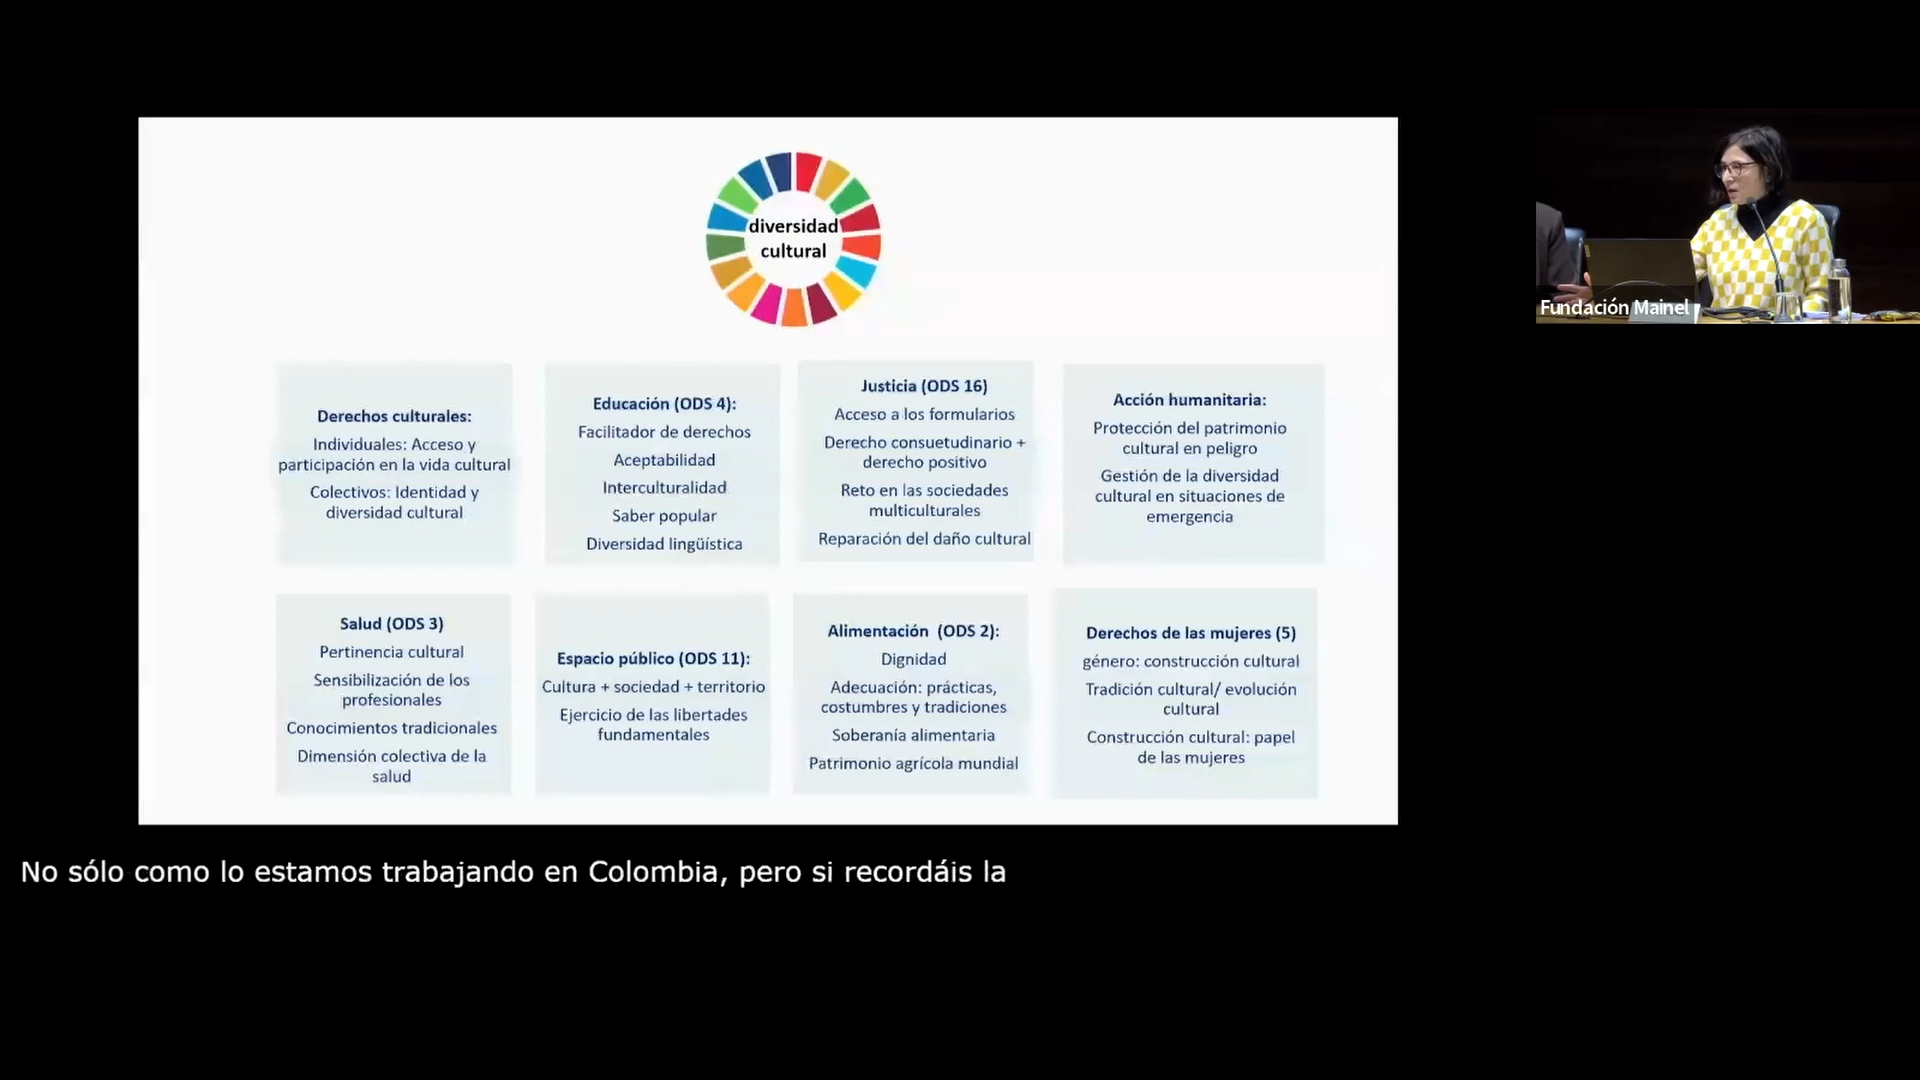 diversidad
cultural
Derechos culturales:
Individuales: Acceso y
participación en la vida cultural
Colectivos: Identidad y
diversidad cultural
Educación (ODS 4):
Facilitador de derechos
Aceptabilidad
Interculturalidad
Saber popular
Diversidad lingüística
Justicia (ODS 16)
Acceso a los formularios
Derecho consuetudinario +
derecho positivo
Reto en las sociedades
multiculturales
Reparación del daño cultural
Acción humanitaria:
Protección del patrimonio
cultural en peligro
Gestión de la diversidad
cultural en situaciones de
emergencia
Salud (ODS 3)
Pertinencia cultural
Sensibilización de los
profesionales
Conocimientos tradicionales
Dimensión colectiva de la
salud
Espacio público (ODS 11):
Cultura + sociedad + territorio
Ejercicio de las libertades
fundamentales
Alimentación (ODS 2):
Dignidad
Adecuación: prácticas,
costumbres y tradiciones
Soberanía alimentaria
Patrimonio agrícola mundial
Derechos de las mujeres (5)
género: construcción cultural
Tradición cultural/ evolución
cultural
Construcción cultural: papel
de las mujeres
Fundación Mainel
No sólo como lo estamos trabajando en Colombia, pero si recordáis la